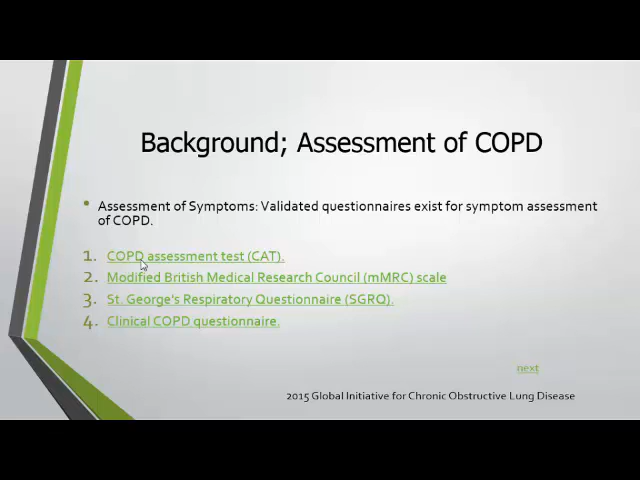 Background; Assessment of COPD
• Assessment of Symptoms: Validated questionnaires exist for symptom assessment
of COPD.
1. COPD assessment test (CAT).
2. Modified British Medical Research Council (mMRC) scale
3. St. George's Respiratory Questionnaire (SGRQ).
4. Clinical COPD questionnaire.
next
2015 Global Initiative for Chronic Obstructive Lung Disease